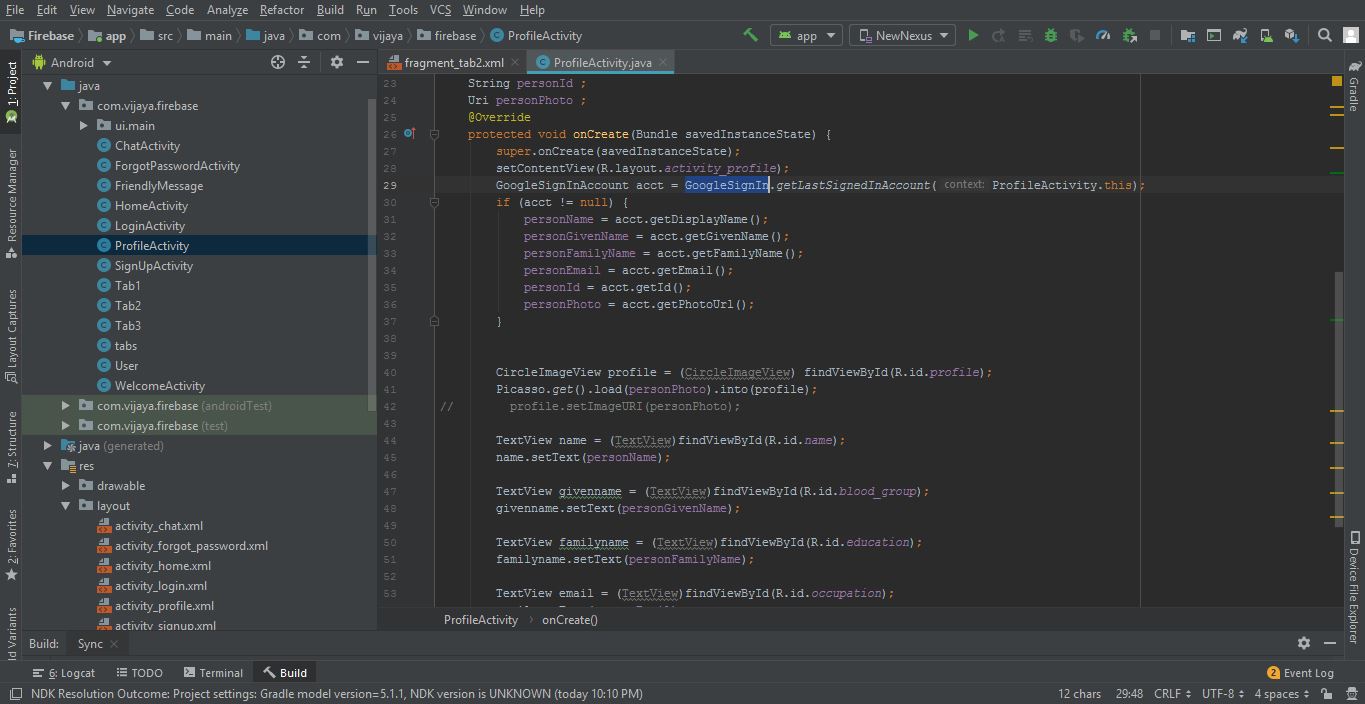 File Edit View Navigate Code Analyze Refactor Build Run Tools VCS Window Help
Firebase app src main java com vijaya firebase ProfileActivity app NewNexus
1: Project
Resource Manager
Layout Captures
7: Structure
2: Favorites
ld Variants
Android
java
com.vijaya.firebase
ui.main
ChatActivity
ForgotPasswordActivity
FriendlyMessage
HomeActivity
LoginActivity
ProfileActivity
SignUpActivity
Tab1
Tab2
Tab3
tabs
User
WelcomeActivity
com.vijaya.firebase (androidTest)
com.vijaya.firebase (test)
java (generated)
res
drawable
layout
activity_chat.xml
activity_forgot_password.xml
activity_home.xml
activity_login.xml
activity_profile.xml
activity_signup.xml
fragment_tab2.xml ProfileActivity.java
23 String personId ;
24 Uri personPhoto ;
25 @Override
26 protected void onCreate(Bundle savedInstanceState) {
27 super.onCreate(savedInstanceState);
28 setContentView(R.layout.activity_profile);
29 GoogleSignInAccount acct = GoogleSignIn.getLastSignedInAccount( context: ProfileActivity.this);
30 if (acct != null) {
31 personName = acct.getDisplayName();
32 personGivenName = acct.getGivenName();
33 personFamilyName = acct.getFamilyName();
34 personEmail = acct.getEmail();
35 personId = acct.getId();
36 personPhoto = acct.getPhotoUrl();
37 }
38
39
40 CircleImageView profile = (CircleImageView) findViewById(R.id.profile);
41 Picasso.get().load(personPhoto).into(profile);
42 // profile.setImageURI(personPhoto);
43
44 TextView name = (TextView)findViewById(R.id.name);
45 name.setText(personName);
46
47 TextView givenname = (TextView)findViewById(R.id.blood_group);
48 givenname.setText(personGivenName);
49
50 TextView familyname = (TextView)findViewById(R.id.education);
51 familyname.setText(personFamilyName);
52
53 TextView email = (TextView)findViewById(R.id.occupation);
ProfileActivity onCreate()
Gradle
Device File Explorer
Build: Sync
6: Logcat TODO Terminal Build 2 Event Log
NDK Resolution Outcome: Project settings: Gradle model version=5.1.1, NDK version is UNKNOWN (today 10:10 PM) 12 chars 29:48 CRLF UTF-8 4 spaces